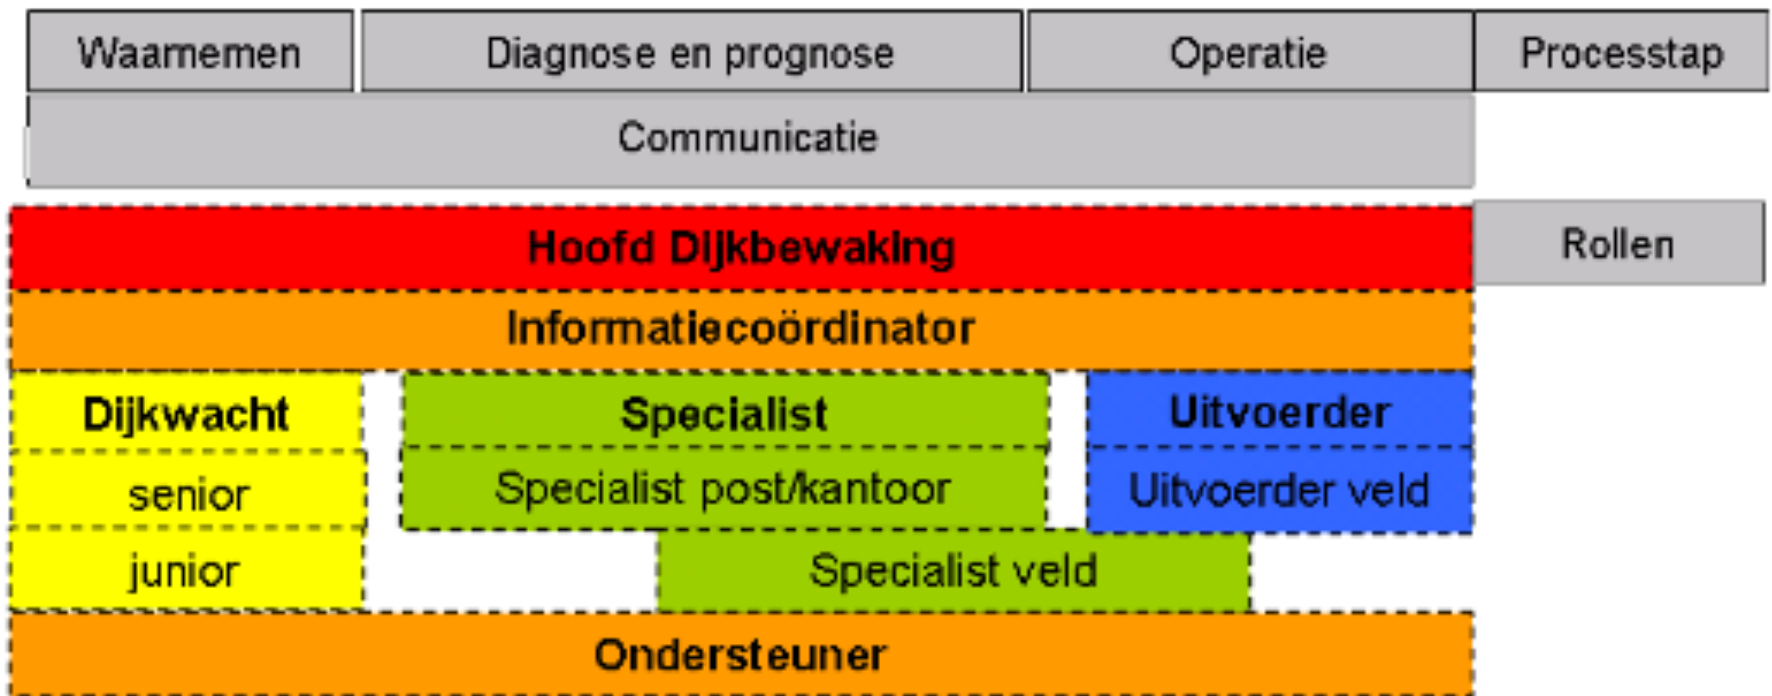 Waarnemen Diagnose en prognose Operatie Processtap
Communicatie
Hoofd Dijkbewaking Rollen
Informatiecoördinator
Dijkwacht Specialist Uitvoerder
senior Specialist post/kantoor Uitvoerder veld
junior Specialist veld
Ondersteuner